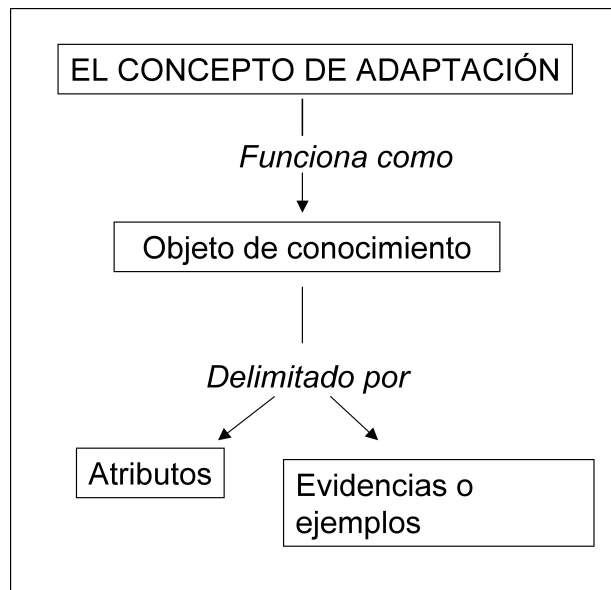 EL CONCEPTO DE ADAPTACIÓN
Funciona como
Objeto de conocimiento
Delimitado por
Atributos
Evidencias o
ejemplos